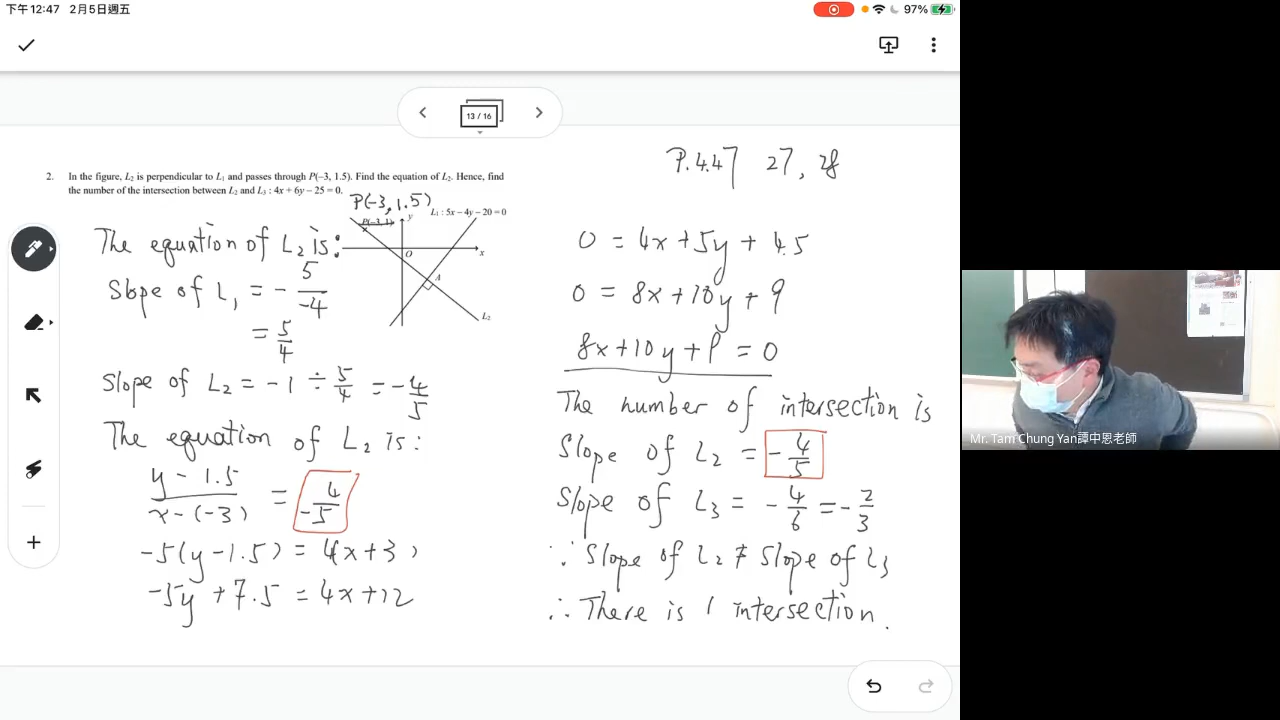 下午12:47 2月5日週五
97%
13 / 16
P.4.47 27, 28
2. In the figure, L₂ is perpendicular to L₁ and passes through P(−3, 1.5). Find the equation of L₂. Hence, find
the number of the intersection between L₂ and L₃ : 4x + 6y − 25 = 0.
P(-3, 1.5)
L₁ : 5x − 4y − 20 = 0
y
O
x
A
L₂
The equation of L₂ is:
Slope of L₁ = - 5/-4
= 5/4
Slope of L₂ = -1 ÷ 5/4 = - 4/5
The equation of L₂ is:
y - 1.5 / x-(-3) = 4/-5
-5(y-1.5) = 4(x+3)
-5y + 7.5 = 4x+12
0 = 4x+5y + 4.5
0 = 8x+10y + 9
8x+10y+9 = 0
The number of intersection is
Slope of L₂ = - 4/5
Slope of L₃ = - 4/6 = - 2/3
∵ Slope of L₂ ≠ Slope of L₃
∴ There is 1 intersection.
Mr. Tam Chung Yan譚中恩老師